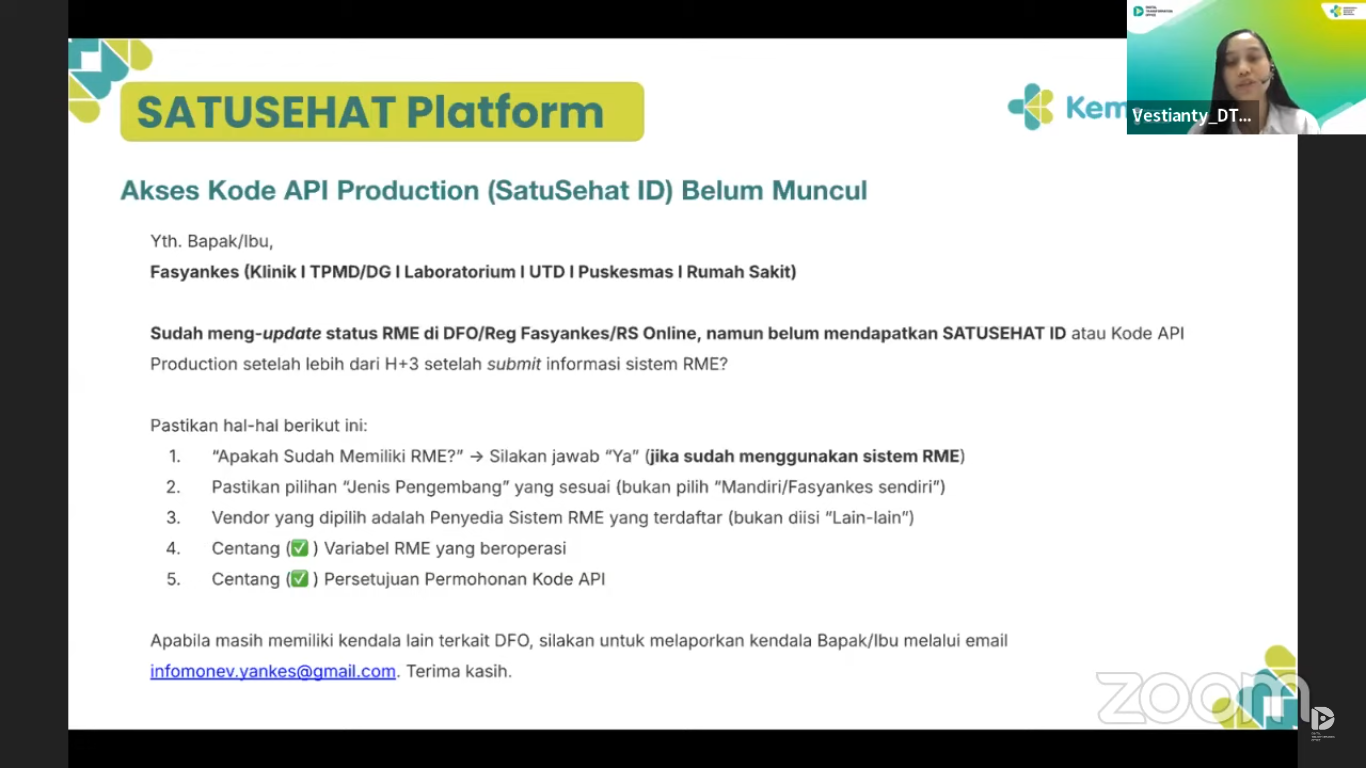 SATUSEHAT Platform
Kem
Vestianty_DT...
Akses Kode API Production (SatuSehat ID) Belum Muncul
Yth. Bapak/Ibu,
Fasyankes (Klinik I TPMD/DG I Laboratorium I UTD I Puskesmas I Rumah Sakit)
Sudah meng-update status RME di DFO/Reg Fasyankes/RS Online, namun belum mendapatkan SATUSEHAT ID atau Kode API
Production setelah lebih dari H+3 setelah submit informasi sistem RME?
Pastikan hal-hal berikut ini:
1. “Apakah Sudah Memiliki RME?” → Silakan jawab “Ya” (jika sudah menggunakan sistem RME)
2. Pastikan pilihan “Jenis Pengembang” yang sesuai (bukan pilih “Mandiri/Fasyankes sendiri”)
3. Vendor yang dipilih adalah Penyedia Sistem RME yang terdaftar (bukan diisi “Lain-lain”)
4. Centang (✅ ) Variabel RME yang beroperasi
5. Centang (✅ ) Persetujuan Permohonan Kode API
Apabila masih memiliki kendala lain terkait DFO, silakan untuk melaporkan kendala Bapak/Ibu melalui email
infomonev.yankes@gmail.com. Terima kasih.
zoom